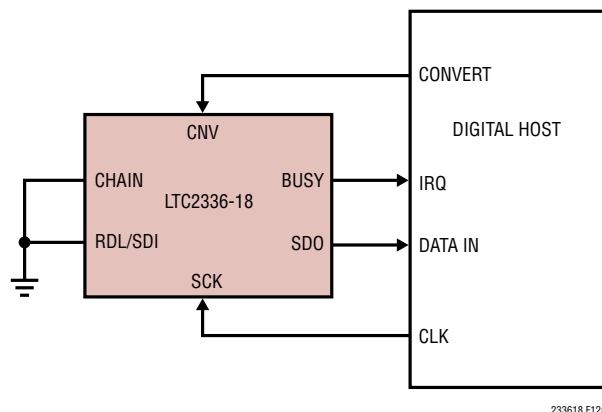 CONVERT
CNV
DIGITAL HOST
CHAIN
BUSY
IRQ
LTC2336-18
RDL/SDI
SDO
DATA IN
SCK
CLK